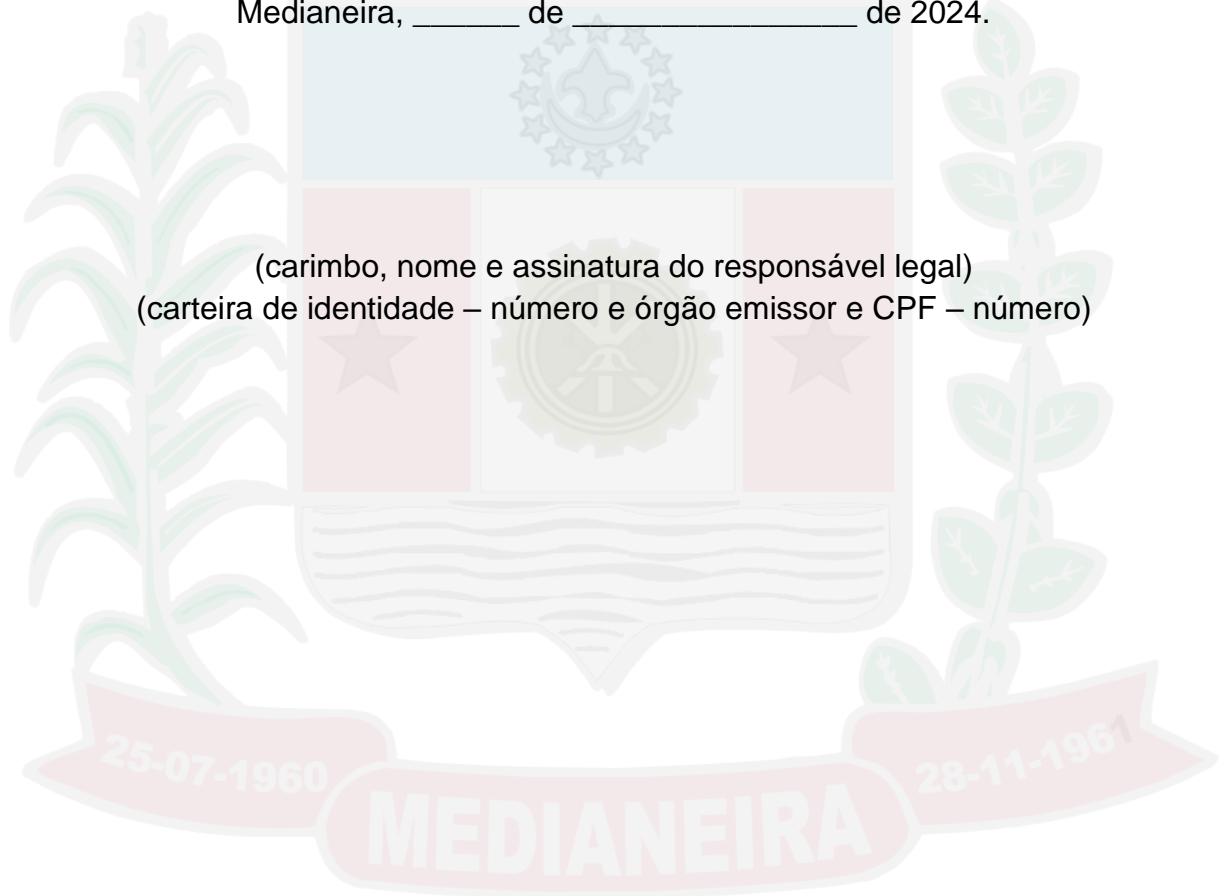 Medianeira, ______ de ________________ de 2024.
(carimbo, nome e assinatura do responsável legal)
(carteira de identidade – número e órgão emissor e CPF – número)
25-07-1960
28-11-1961
MEDIANEIRA